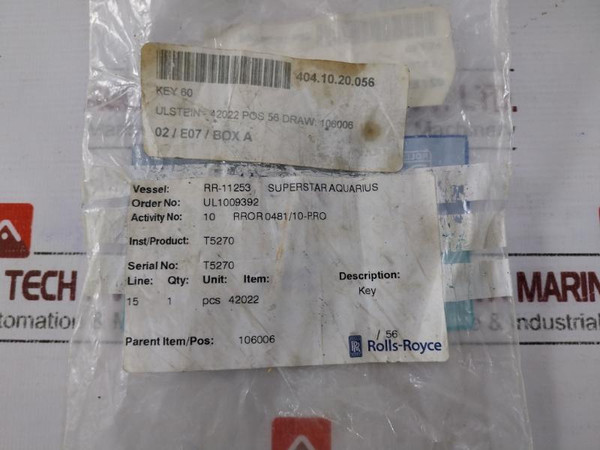 404.10.20.056
KEY 60
ULSTEIN - 42022 POS 56 DRAW: 106006
02 / E07 / BOX A
Vessel: RR-11253 SUPERSTAR AQUARIUS
Order No: UL1009392
Activity No: 10 RROR 0481/10-PRO
Inst/Product: T5270
Serial No: T5270
Line: Qty: Unit: Item: Description:
15 1 pcs 42022 Key
Parent Item/Pos: 106006 / 56
Rolls-Royce
TECH MARIN
utomation & & Industrial